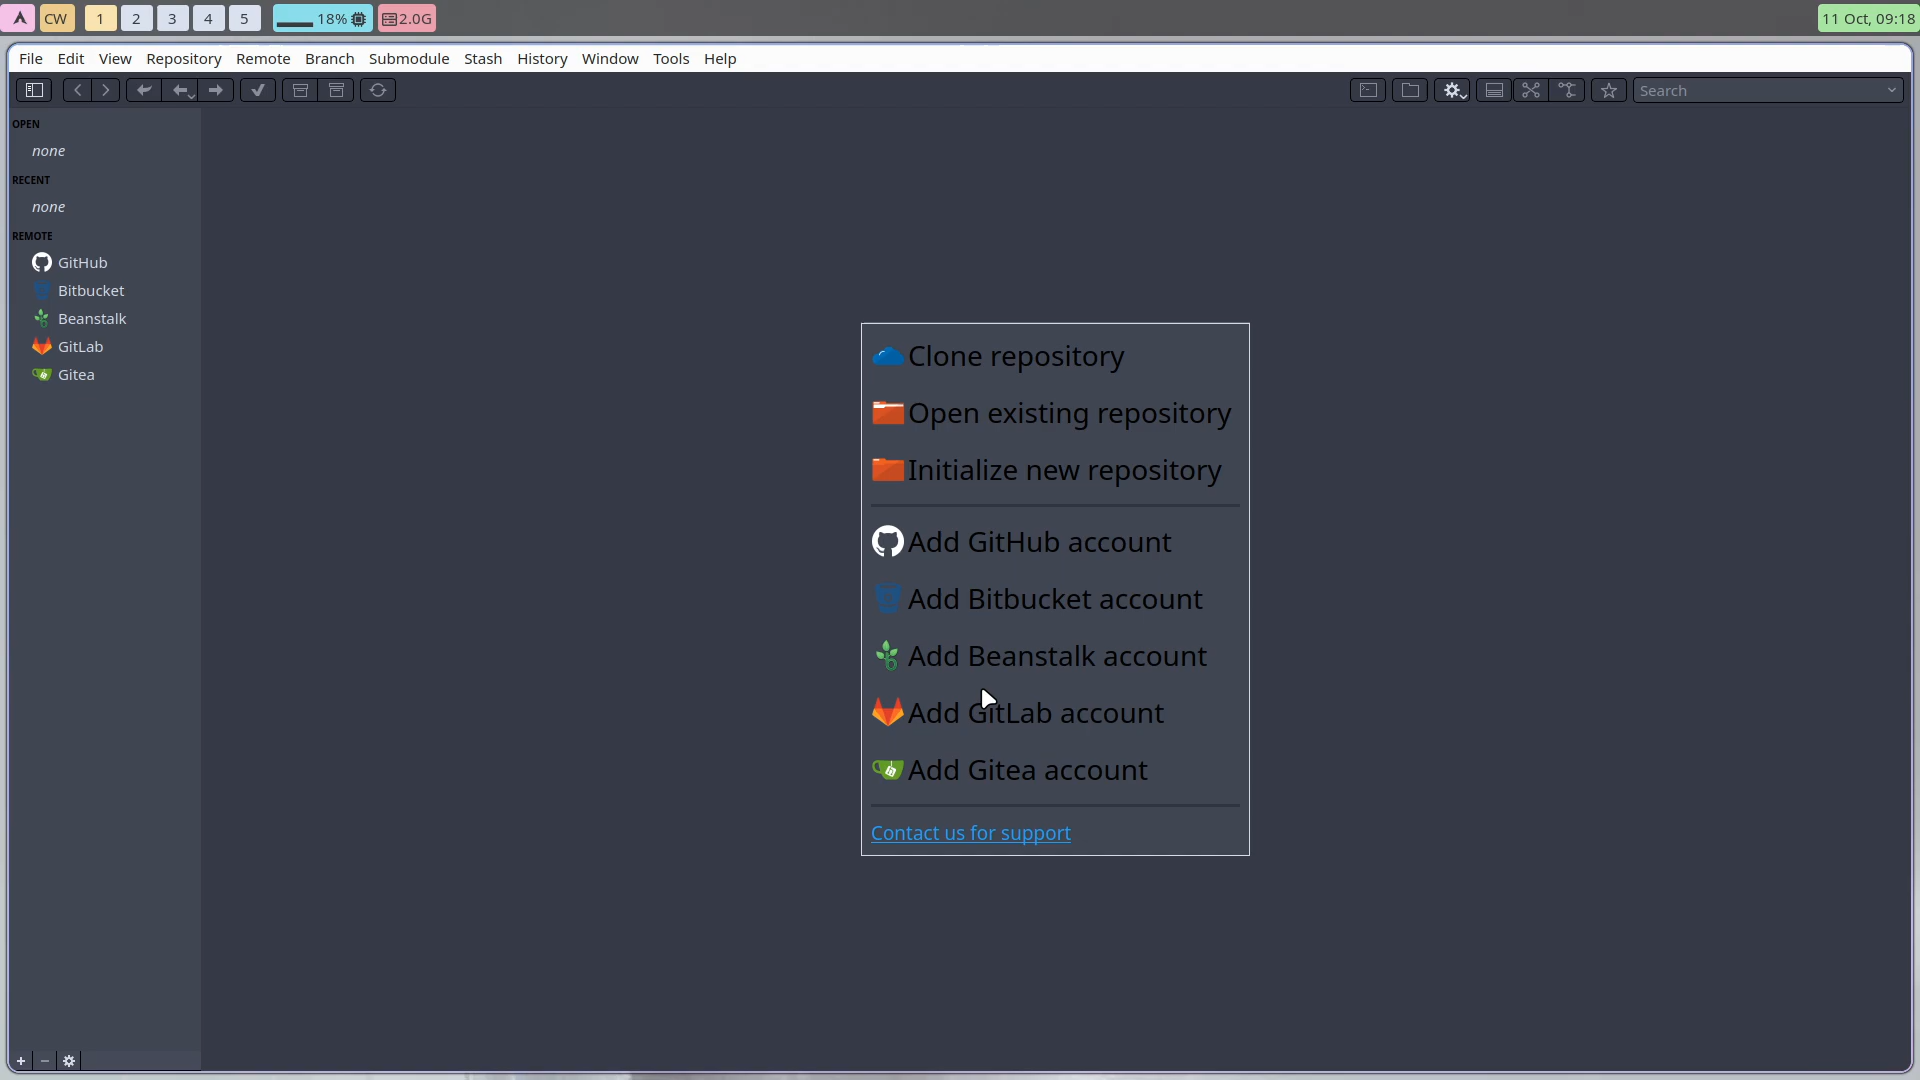 CW 1 2 3 4 5 18% 2.0G 11 Oct, 09:18
File Edit View Repository Remote Branch Submodule Stash History Window Tools Help
Search
OPEN
none
RECENT
none
REMOTE
GitHub
Bitbucket
Beanstalk
GitLab
Gitea
Clone repository
Open existing repository
Initialize new repository
Add GitHub account
Add Bitbucket account
Add Beanstalk account
Add GitLab account
Add Gitea account
Contact us for support